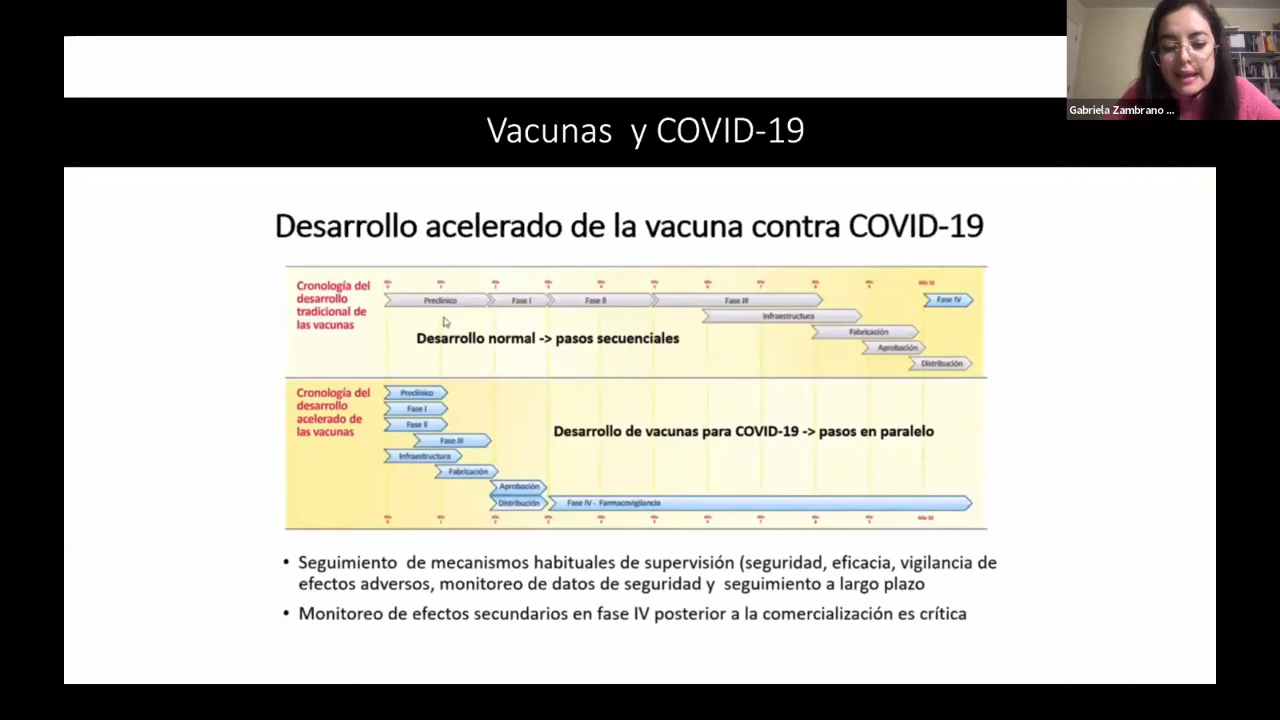 Gabriela Zambrano ...
Vacunas y COVID-19
Desarrollo acelerado de la vacuna contra COVID-19
Cronología del
desarrollo
tradicional de
las vacunas
Preclínico
Fase I
Fase II
Fase III
Año 10
Fase IV
Infraestructura
Fabricación
Aprobación
Distribución
Desarrollo normal -> pasos secuenciales
Cronología del
desarrollo
acelerado de
las vacunas
Preclínico
Fase I
Fase II
Fase III
Infraestructura
Fabricación
Aprobación
Distribución
Fase IV - Farmacovigilancia
Desarrollo de vacunas para COVID-19 -> pasos en paralelo
Año 10
• Seguimiento de mecanismos habituales de supervisión (seguridad, eficacia, vigilancia de
efectos adversos, monitoreo de datos de seguridad y seguimiento a largo plazo
• Monitoreo de efectos secundarios en fase IV posterior a la comercialización es crítica